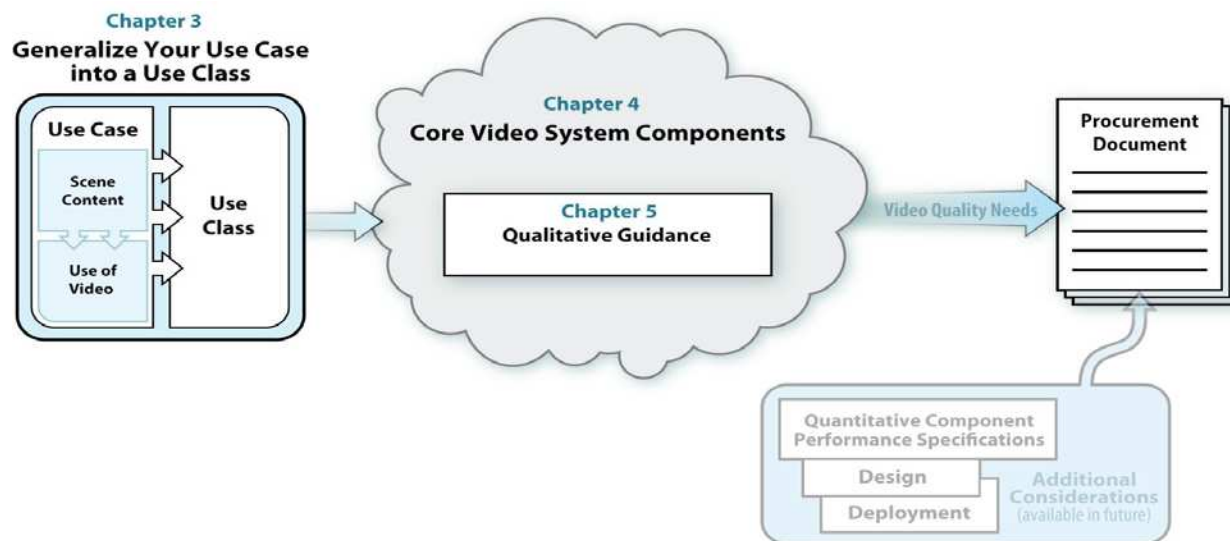 Chapter 3
Generalize Your Use Case
into a Use Class
Use Case
Scene
Content
Use of
Video
Use
Class
Chapter 4
Core Video System Components
Chapter 5
Qualitative Guidance
Video Quality Needs
Procurement
Document
Quantitative Component
Performance Specifications
Design
Deployment
Additional
Considerations
(available in future)